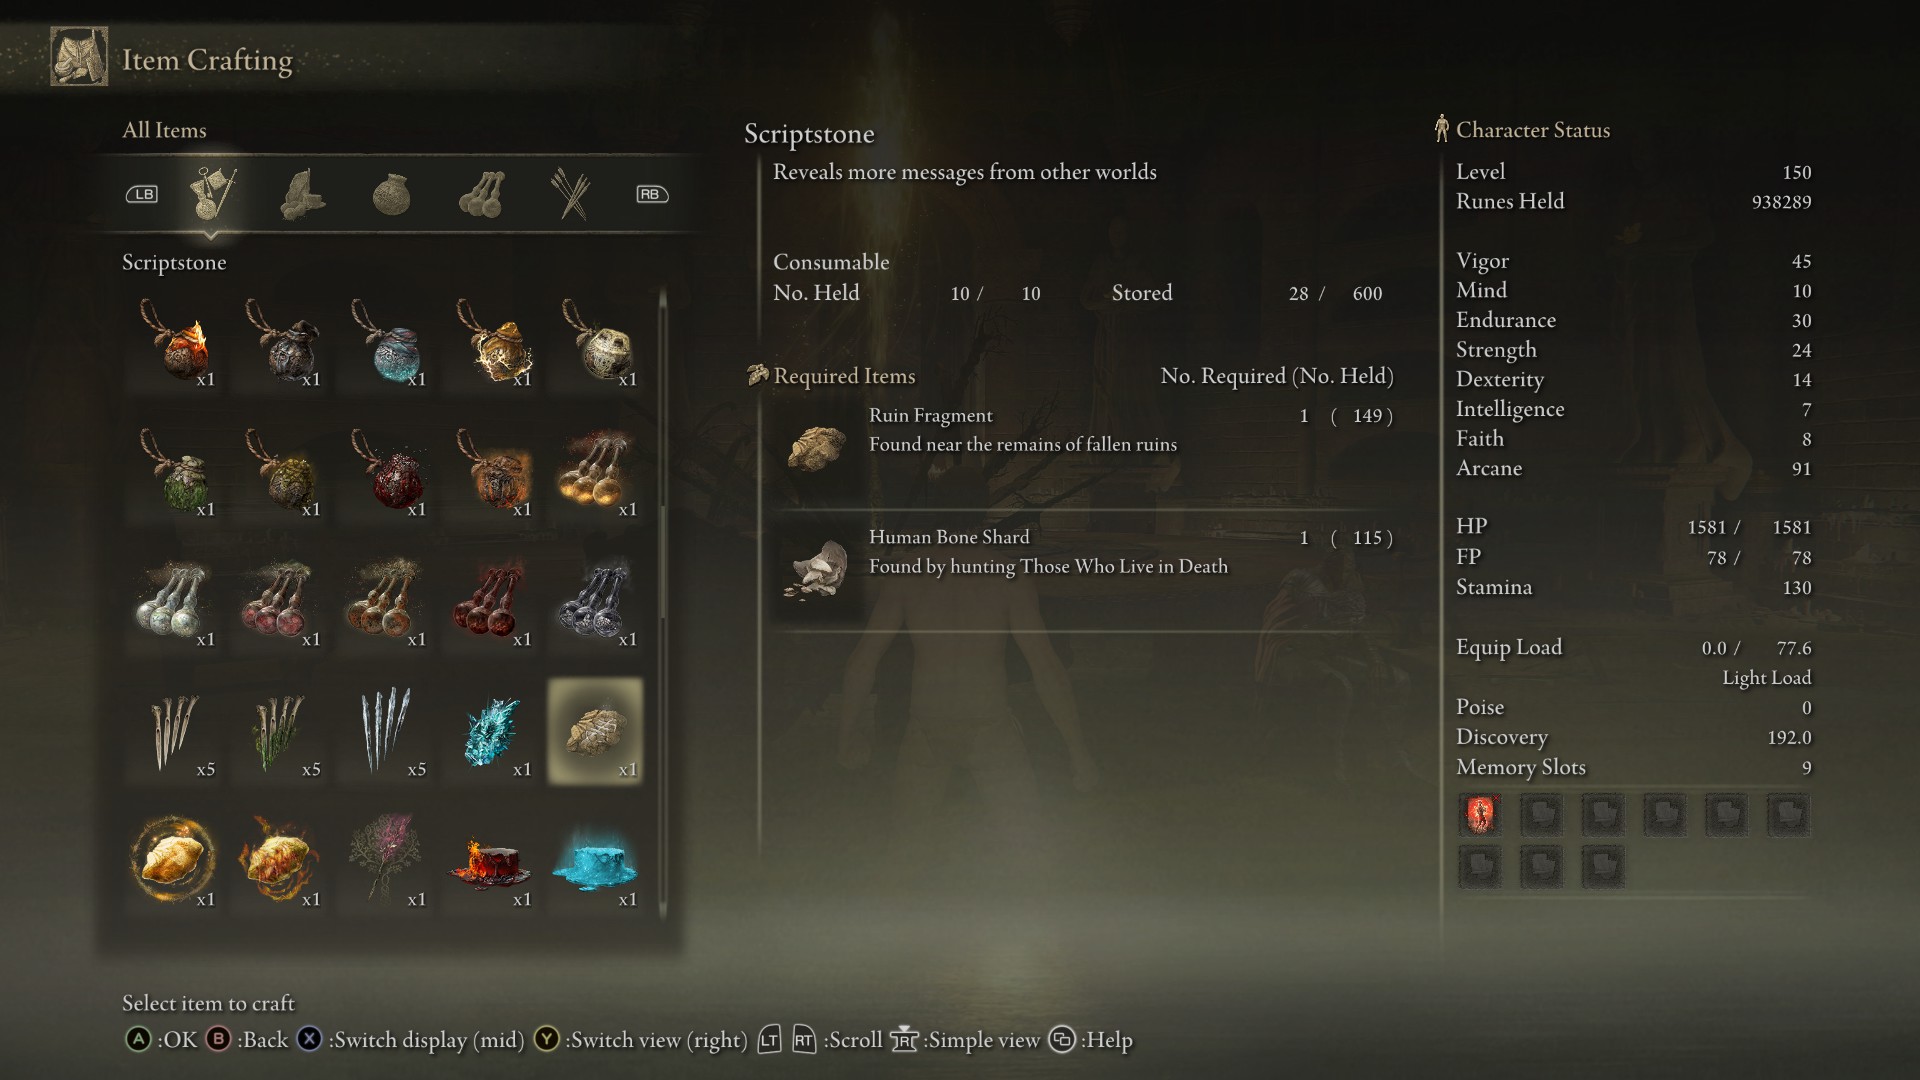 Item Crafting
All Items
LB
RB
Scriptstone
x1 x1 x1 x1 x1
x1 x1 x1 x1 x1
x1 x1 x1 x1 x1
x5 x5 x5 x1 x1
x1 x1 x1 x1 x1
Scriptstone
Reveals more messages from other worlds
Consumable
No. Held 10 / 10 Stored 28 / 600
Required Items No. Required (No. Held)
Ruin Fragment 1 ( 149 )
Found near the remains of fallen ruins
Human Bone Shard 1 ( 115 )
Found by hunting Those Who Live in Death
Character Status
Level 150
Runes Held 938289
Vigor 45
Mind 10
Endurance 30
Strength 24
Dexterity 14
Intelligence 7
Faith 8
Arcane 91
HP 1581 / 1581
FP 78 / 78
Stamina 130
Equip Load 0.0 / 77.6
Light Load
Poise 0
Discovery 192.0
Memory Slots 9
Select item to craft
A :OK B :Back X :Switch display (mid) Y :Switch view (right) LT RT :Scroll R :Simple view :Help